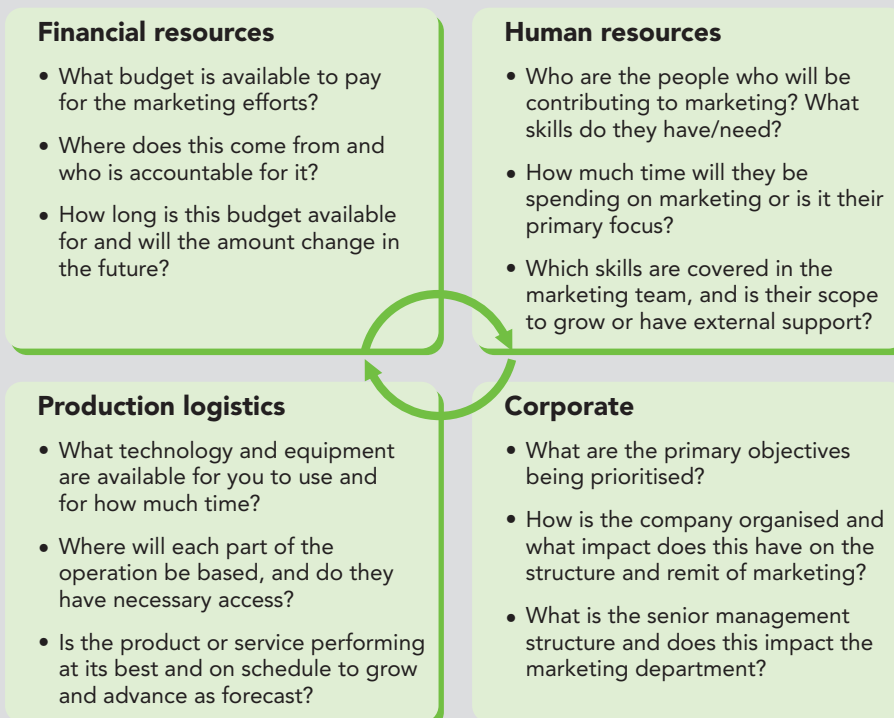 Financial resources
• What budget is available to pay
for the marketing efforts?
• Where does this come from and
who is accountable for it?
• How long is this budget available
for and will the amount change in
the future?
Human resources
• Who are the people who will be
contributing to marketing? What
skills do they have/need?
• How much time will they be
spending on marketing or is it their
primary focus?
• Which skills are covered in the
marketing team, and is their scope
to grow or have external support?
Production logistics
• What technology and equipment
are available for you to use and
for how much time?
• Where will each part of the
operation be based, and do they
have necessary access?
• Is the product or service performing
at its best and on schedule to grow
and advance as forecast?
Corporate
• What are the primary objectives
being prioritised?
• How is the company organised and
what impact does this have on the
structure and remit of marketing?
• What is the senior management
structure and does this impact the
marketing department?